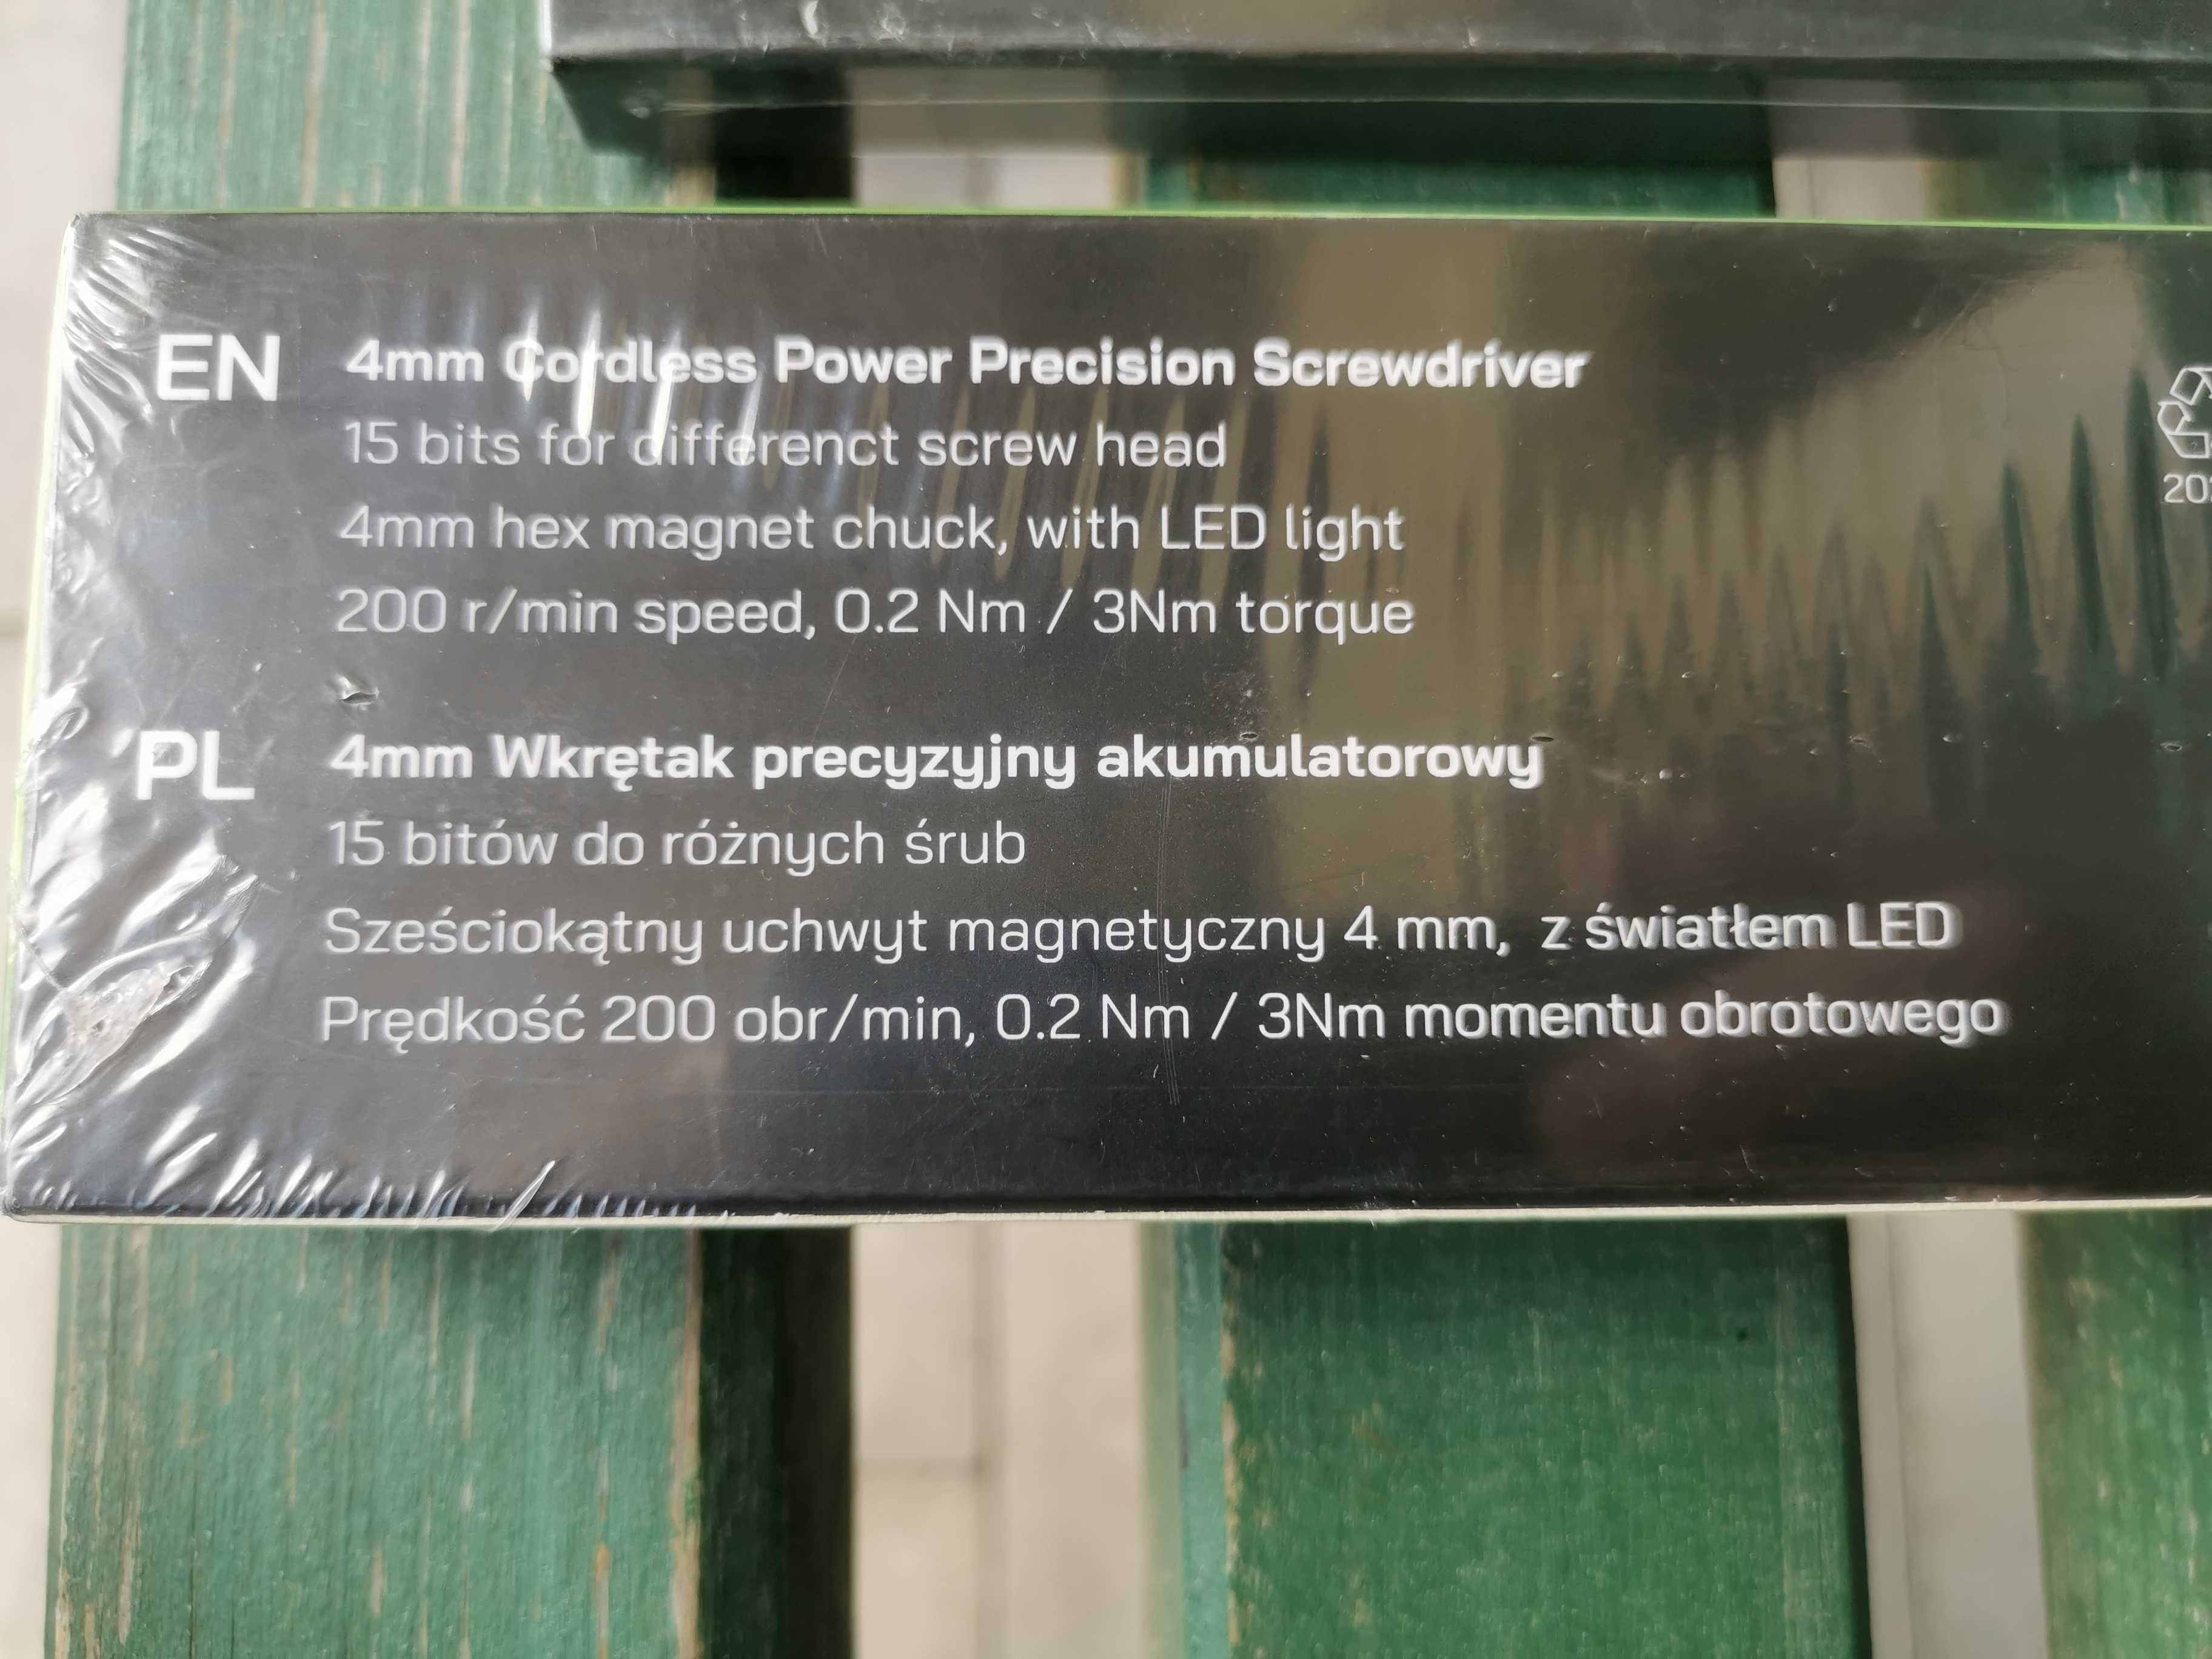 EN
4mm Cordless Power Precision Screwdriver
15 bits for differenct screw head
4mm hex magnet chuck, with LED light
200 r/min speed, 0.2 Nm / 3Nm torque
PL
4mm Wkrętak precyzyjny akumulatorowy
15 bitów do różnych śrub
Sześciokątny uchwyt magnetyczny 4 mm, z światłem LED
Prędkość 200 obr/min, 0.2 Nm / 3Nm momentu obrotowego